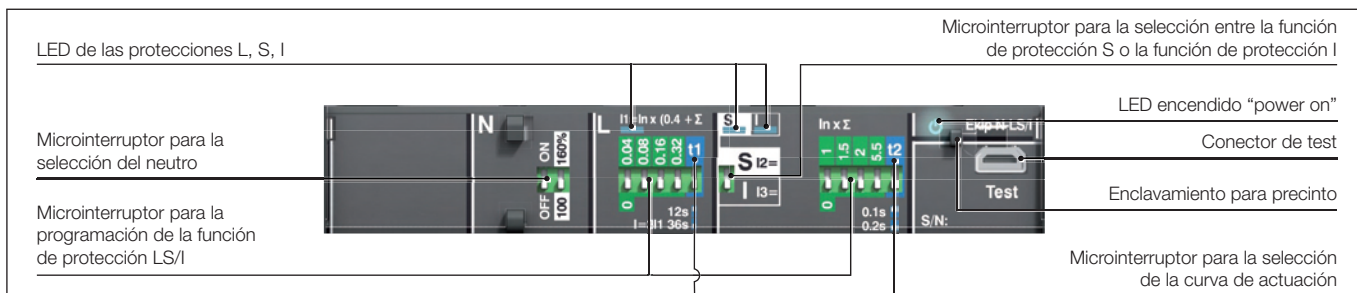 Microinterruptor para la selección entre la función
de protección S o la función de protección I
LED de las protecciones L, S, I
LED encendido “power on”
Conector de test
Microinterruptor para la
selección del neutro
Enclavamiento para precinto
Microinterruptor para la
programación de la función
de protección LS/I
Microinterruptor para la selección
de la curva de actuación
N
ON
160%
OFF
100
L
I1=In x (0.4 + Σ
0.04
0.08
0.16
0.32
t1
0
12s
I=3I1 36s
S
I
S I2=
I I3=
In x Σ
1
1.5
2
5.5
t2
0
0.1s
0.2s
Ekip N LS/I
Test
S/N: